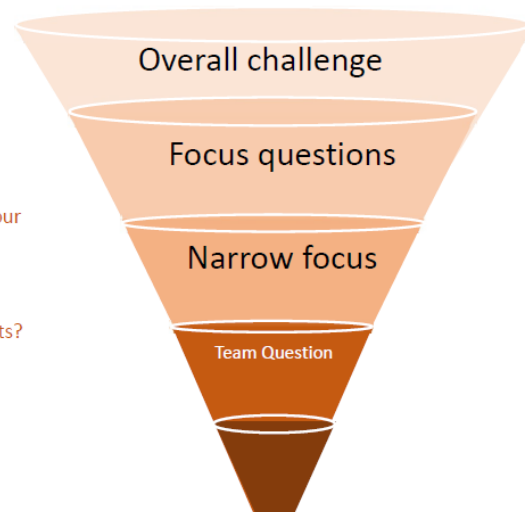 Overall challenge
Focus questions
Narrow focus
Team Question